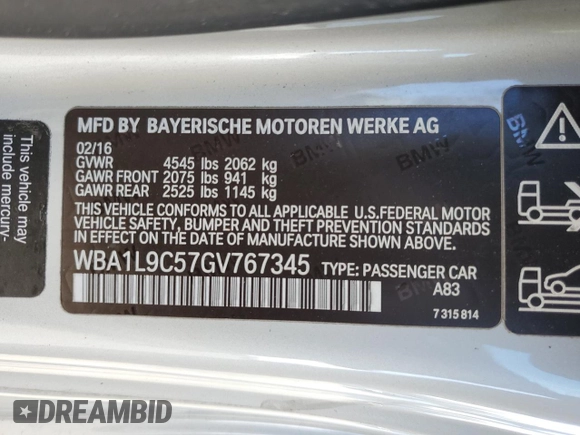 This vehicle may
include mercury-
MFD BY BAYERISCHE MOTOREN WERKE AG
02/16
GVWR 4545 lbs 2062 kg
GAWR FRONT 2075 lbs 941 kg
GAWR REAR 2525 lbs 1145 kg
THIS VEHICLE CONFORMS TO ALL APPLICABLE U.S.FEDERAL MOTOR
VEHICLE SAFETY, BUMPER AND THEFT PREVENTION STANDARDS IN
EFFECT ON THE DATE OF MANUFACTURE SHOWN ABOVE.
WBA1L9C57GV767345 TYPE: PASSENGER CAR
A83
7 315 814
BMW
BMW
DREAMBID